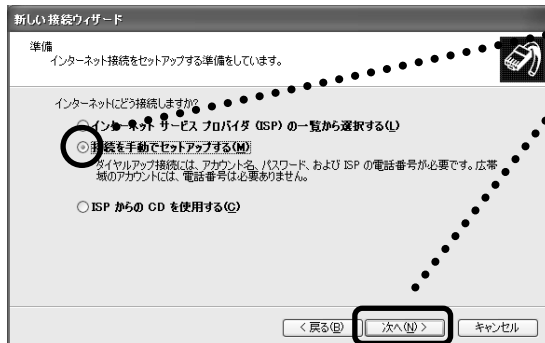 新しい接続ウィザード
準備
インターネット接続をセットアップする準備をしています。
インターネットにどう接続しますか?
インターネット サービス プロバイダ (ISP) の一覧から選択する(L)
接続を手動でセットアップする(M)
ダイヤルアップ接続には、アカウント名、パスワード、および ISP の電話番号が必要です。広帯
域のアカウントには、電話番号は必要ありません。
ISP からの CD を使用する(C)
< 戻る(B) 次へ(N) > キャンセル